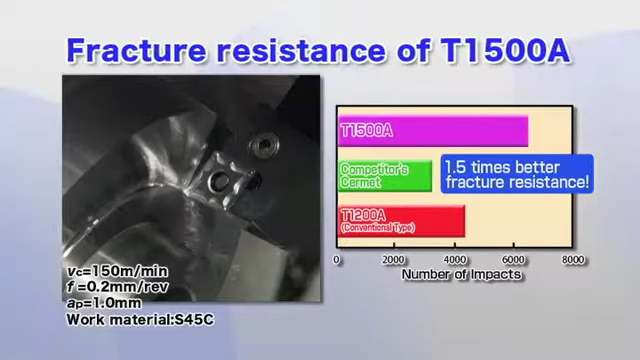 Fracture resistance of T1500A
T1500A
Competitor's
Cermet
1.5 times better
fracture resistance!
T1200A
(Conventional Type)
0 2000 4000 6000 8000
Number of Impacts
vc=150m/min
f =0.2mm/rev
ap=1.0mm
Work material:S45C